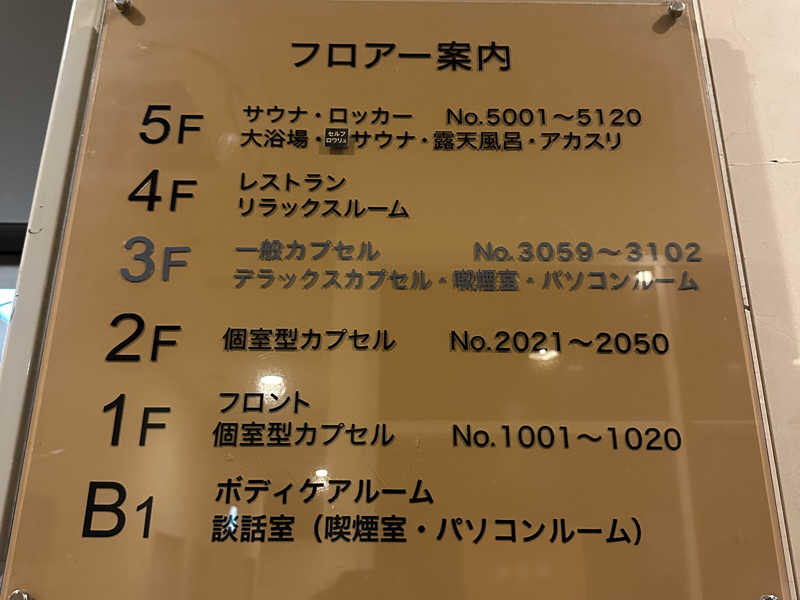 フロアー案内
5F サウナ・ロッカー No.5001～5120
大浴場・セルフロウリュサウナ・露天風呂・アカスリ
4F レストラン
リラックスルーム
3F 一般カプセル No.3059～3102
デラックスカプセル・喫煙室・パソコンルーム
2F 個室型カプセル No.2021～2050
1F フロント
個室型カプセル No.1001～1020
B1 ボディケアルーム
談話室（喫煙室・パソコンルーム）